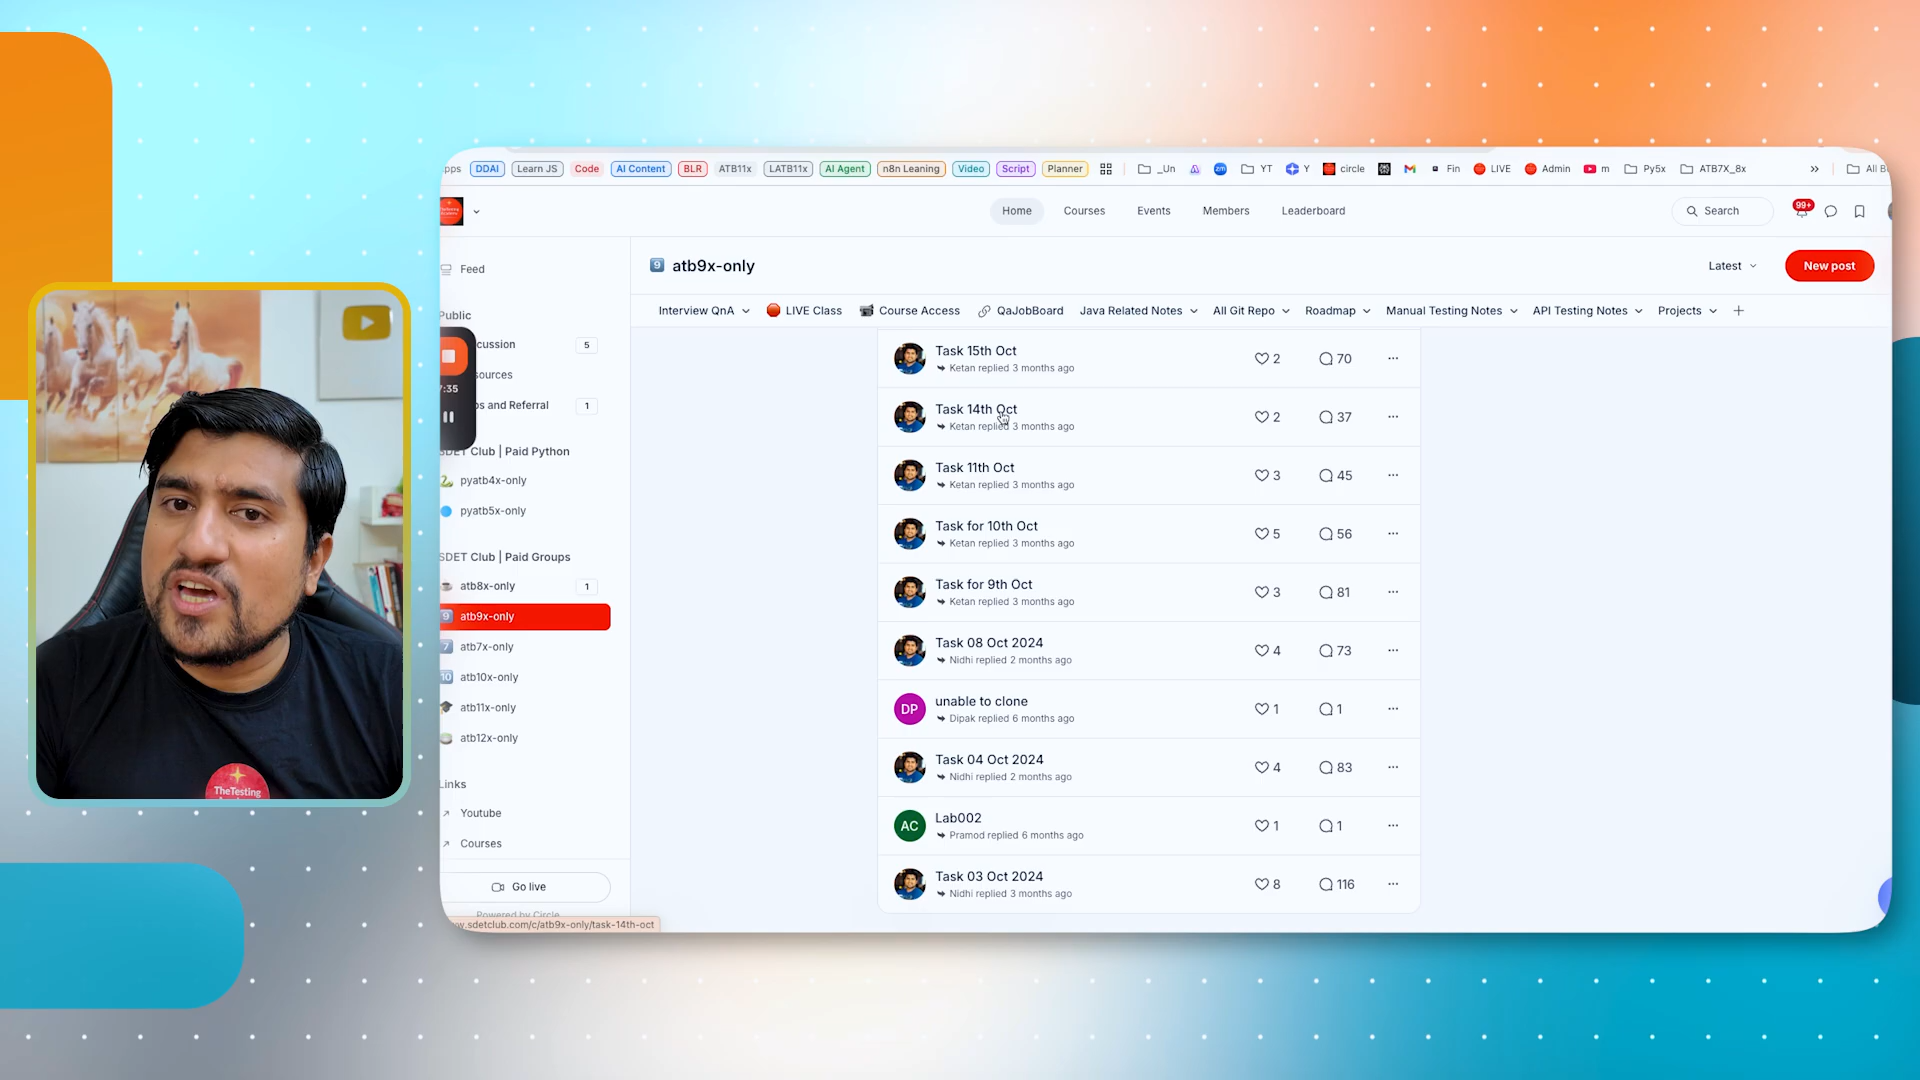 pps DDAI Learn JS Code AI Content BLR ATB11x LATB11x AI Agent n8n Leaning Video Script Planner _Un zm YT Y circle Fin LIVE Admin m Py5x ATB7X_8x » All B
Home Courses Events Members Leaderboard Search 99+
9 atb9x-only Latest New post
Interview QnA LIVE Class Course Access QaJobBoard Java Related Notes All Git Repo Roadmap Manual Testing Notes API Testing Notes Projects +
Feed
Public
cussion 5
sources
bs and Referral 1
SDET Club | Paid Python
pyatb4x-only
pyatb5x-only
SDET Club | Paid Groups
atb8x-only 1
9 atb9x-only
7 atb7x-only
10 atb10x-only
atb11x-only
atb12x-only
Links
Youtube
Courses
Go live
Powered by Circle
ww.sdetclub.com/c/atb9x-only/task-14th-oct
7:35
Task 15th Oct
Ketan replied 3 months ago
2 70
Task 14th Oct
Ketan replied 3 months ago
2 37
Task 11th Oct
Ketan replied 3 months ago
3 45
Task for 10th Oct
Ketan replied 3 months ago
5 56
Task for 9th Oct
Ketan replied 3 months ago
3 81
Task 08 Oct 2024
Nidhi replied 2 months ago
4 73
DP
unable to clone
Dipak replied 6 months ago
1 1
Task 04 Oct 2024
Nidhi replied 2 months ago
4 83
AC
Lab002
Pramod replied 6 months ago
1 1
Task 03 Oct 2024
Nidhi replied 3 months ago
8 116
TheTesting
Academy